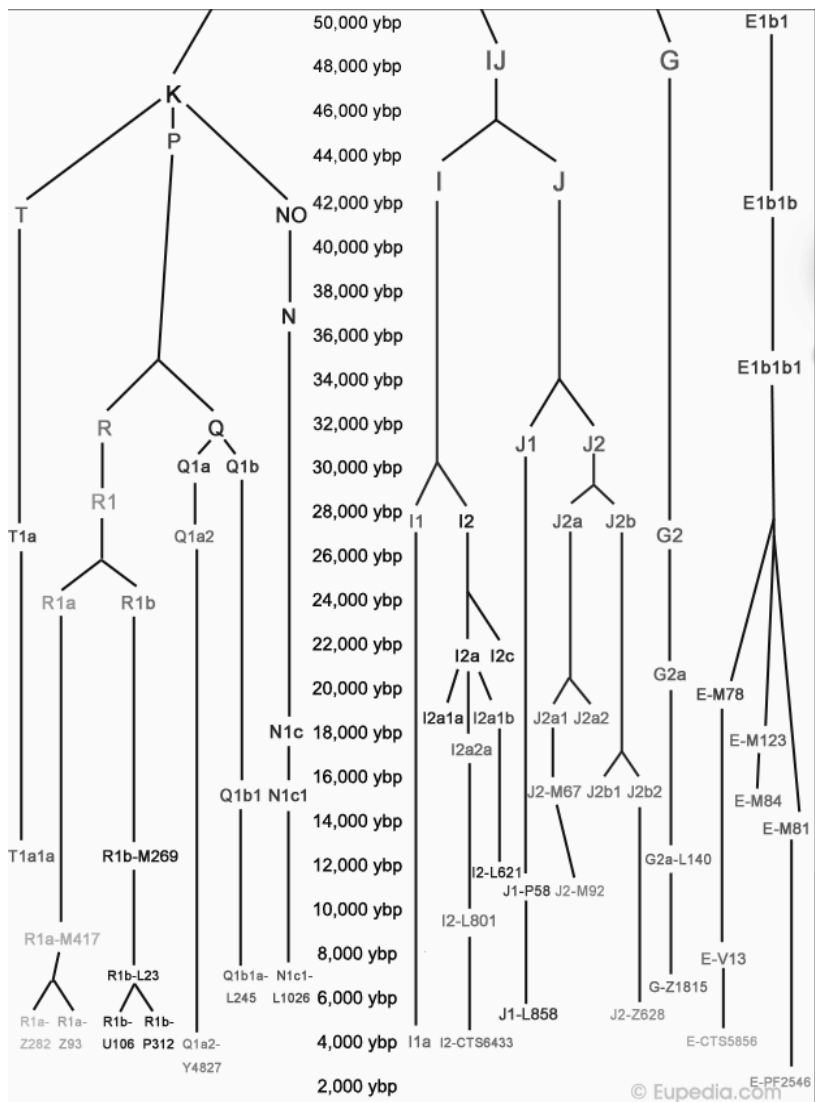 50,000 ybp
E1b1
48,000 ybp
IJ
G
K
46,000 ybp
P
44,000 ybp
I
J
T
NO
42,000 ybp
E1b1b
40,000 ybp
38,000 ybp
N
36,000 ybp
E1b1b1
34,000 ybp
R
Q
32,000 ybp
J1
J2
Q1a
Q1b
30,000 ybp
R1
28,000 ybp
I1
I2
J2a
J2b
T1a
Q1a2
G2
26,000 ybp
R1a
R1b
24,000 ybp
22,000 ybp
I2a
I2c
G2a
20,000 ybp
E-M78
I2a1a
I2a1b
J2a1
J2a2
N1c
18,000 ybp
E-M123
I2a2a
16,000 ybp
Q1b1
N1c1
J2-M67
J2b1
J2b2
E-M84
14,000 ybp
E-M81
T1a1a
R1b-M269
12,000 ybp
G2a-L140
I2-L621
J1-P58
J2-M92
10,000 ybp
I2-L801
R1a-M417
8,000 ybp
E-V13
R1b-L23
Q1b1a-
L245
N1c1-
L1026
G-Z1815
6,000 ybp
J1-L858
J2-Z628
R1a-
Z282
R1a-
Z93
R1b-
U106
R1b-
P312
Q1a2-
Y4827
4,000 ybp
I1a
I2-CTS6433
E-CTS5856
2,000 ybp
E-PF2546
© Eupedia.com